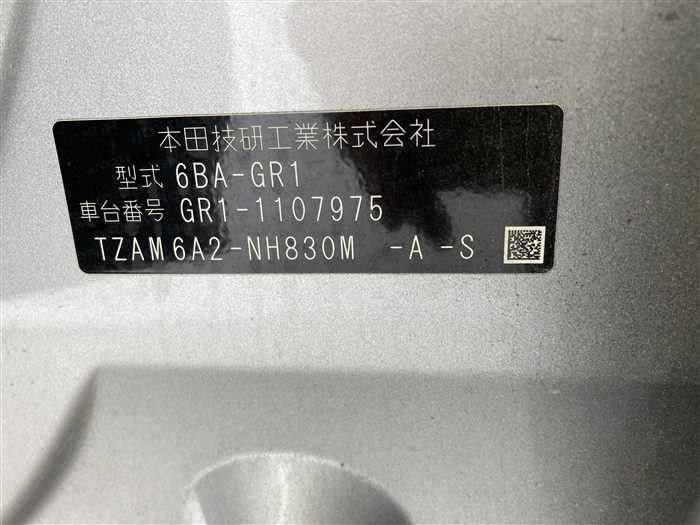 本田技研工業株式会社
型式 6BA-GR1
車台番号 GR1-1107975
TZAM6A2-NH830M -A -S